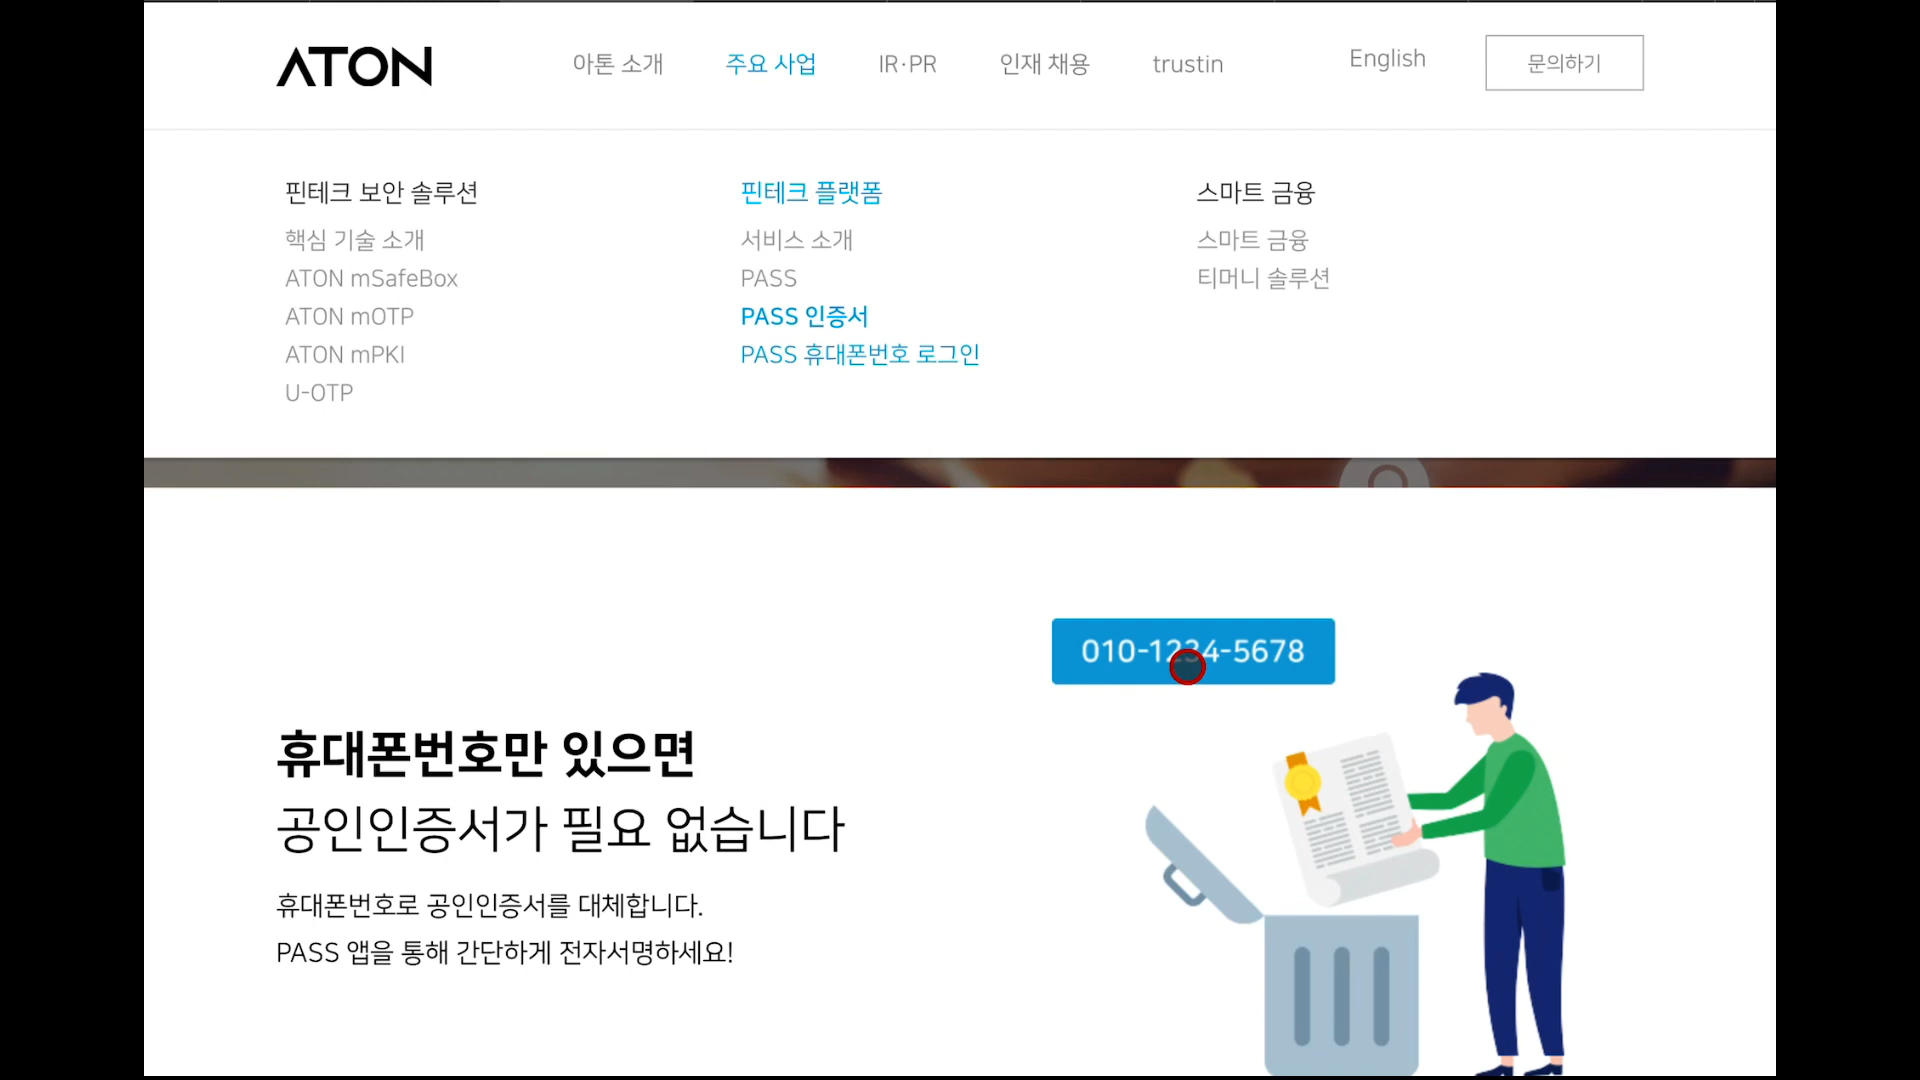 ATON
아톤 소개
주요 사업
IR·PR
인재 채용
trustin
English
문의하기
핀테크 보안 솔루션
핵심 기술 소개
ATON mSafeBox
ATON mOTP
ATON mPKI
U-OTP
핀테크 플랫폼
서비스 소개
PASS
PASS 인증서
PASS 휴대폰번호 로그인
스마트 금융
스마트 금융
티머니 솔루션
010-1234-5678
휴대폰번호만 있으면
공인인증서가 필요 없습니다
휴대폰번호로 공인인증서를 대체합니다.
PASS 앱을 통해 간단하게 전자서명하세요!